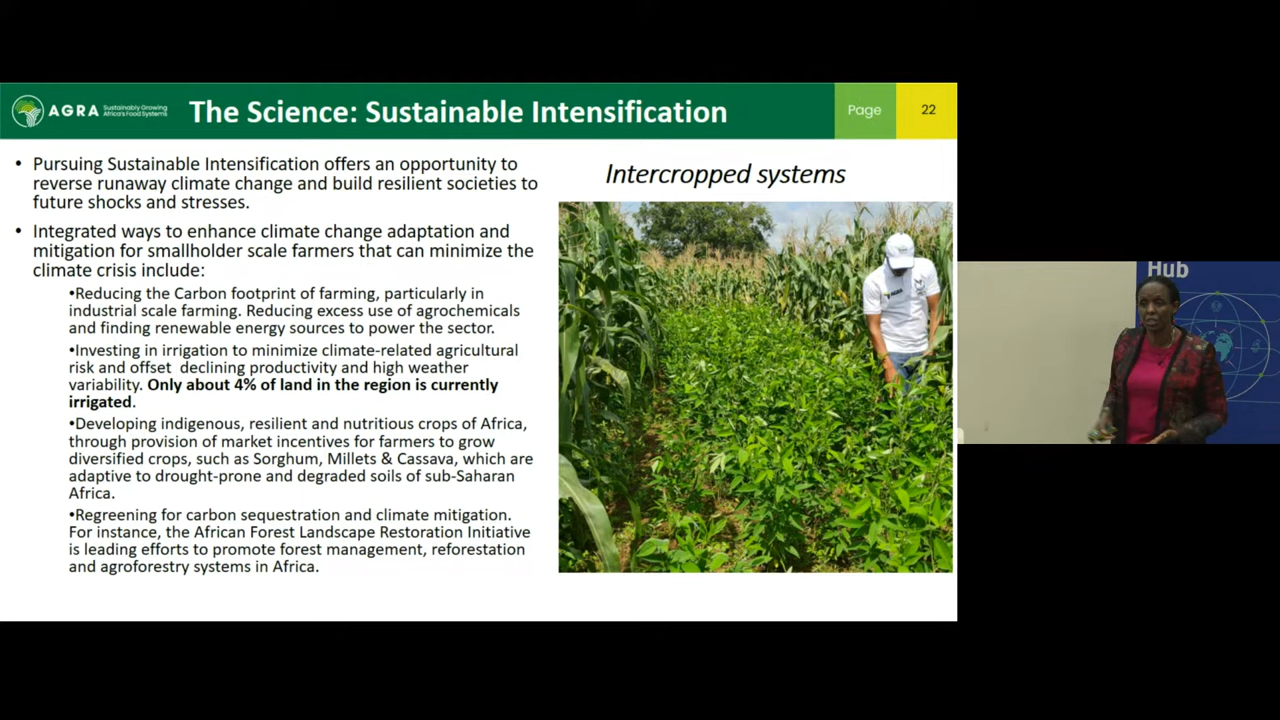 AGRA
Sustainably Growing
Africa's Food Systems
The Science: Sustainable Intensification
Page
22
• Pursuing Sustainable Intensification offers an opportunity to
reverse runaway climate change and build resilient societies to
future shocks and stresses.
• Integrated ways to enhance climate change adaptation and
mitigation for smallholder scale farmers that can minimize the
climate crisis include:
•Reducing the Carbon footprint of farming, particularly in
industrial scale farming. Reducing excess use of agrochemicals
and finding renewable energy sources to power the sector.
•Investing in irrigation to minimize climate-related agricultural
risk and offset declining productivity and high weather
variability. Only about 4% of land in the region is currently
irrigated.
•Developing indigenous, resilient and nutritious crops of Africa,
through provision of market incentives for farmers to grow
diversified crops, such as Sorghum, Millets & Cassava, which are
adaptive to drought-prone and degraded soils of sub-Saharan
Africa.
•Regreening for carbon sequestration and climate mitigation.
For instance, the African Forest Landscape Restoration Initiative
is leading efforts to promote forest management, reforestation
and agroforestry systems in Africa.
Intercropped systems
AGRA
Hub